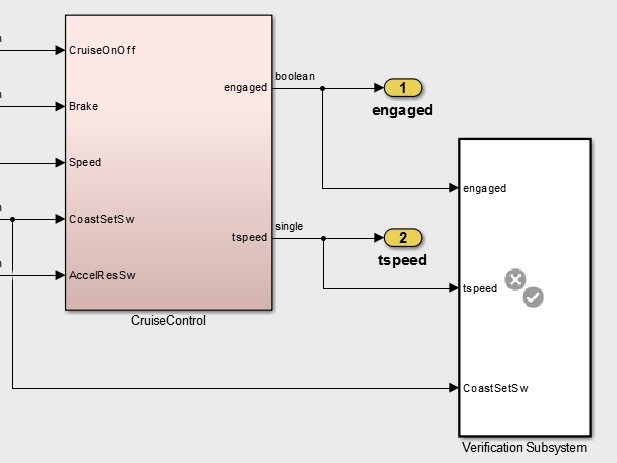 CruiseOnOff
boolean
engaged
1
engaged
Brake
Speed
engaged
CoastSetSw
single
tspeed
2
tspeed
AccelResSw
tspeed
CruiseControl
CoastSetSw
Verification Subsystem